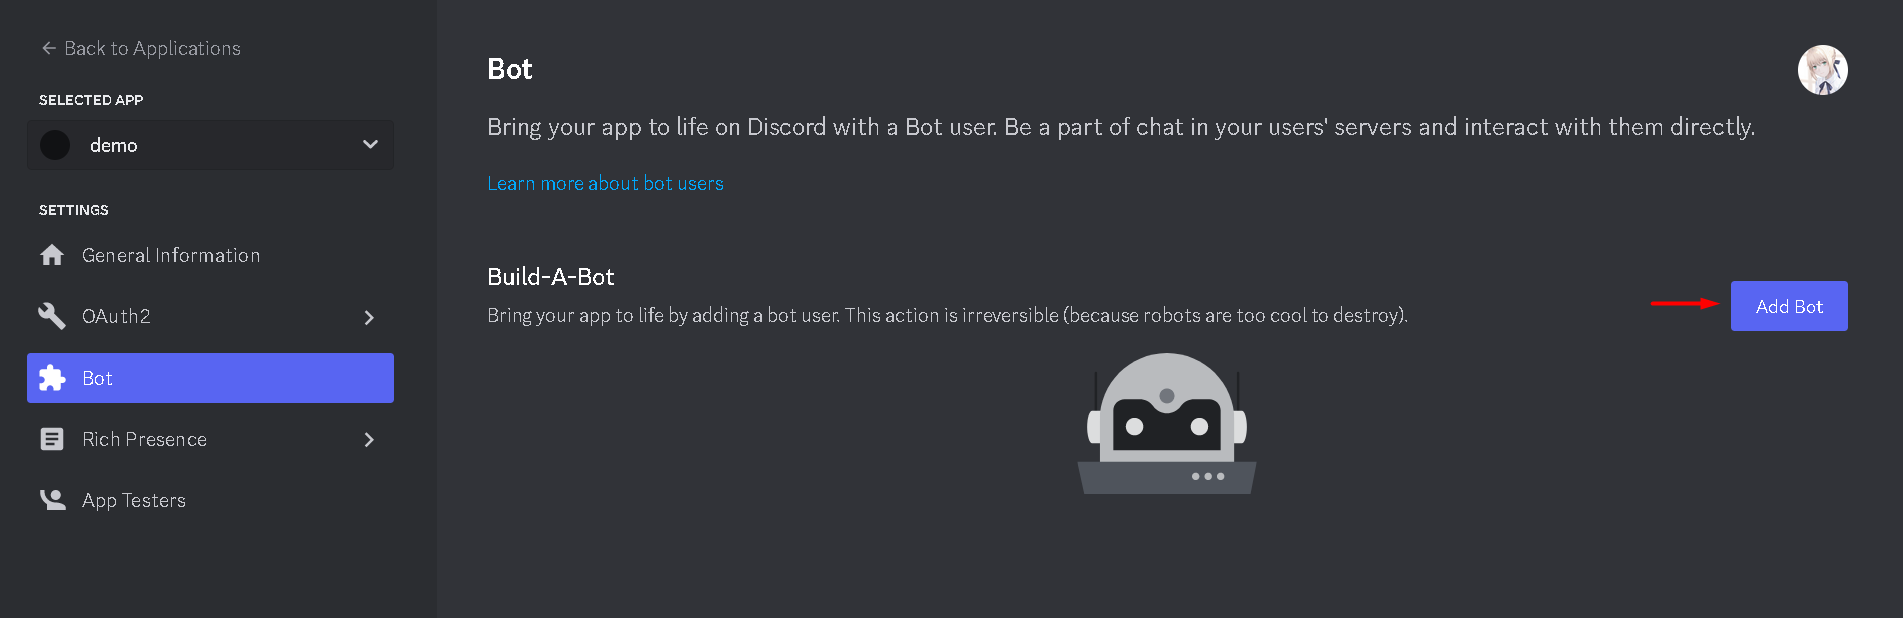 Back to Applications
SELECTED APP
demo
SETTINGS
General Information
OAuth2
Bot
Rich Presence
App Testers
Bot
Bring your app to life on Discord with a Bot user. Be a part of chat in your users' servers and interact with them directly.
Learn more about bot users
Build-A-Bot
Bring your app to life by adding a bot user. This action is irreversible (because robots are too cool to destroy).
Add Bot